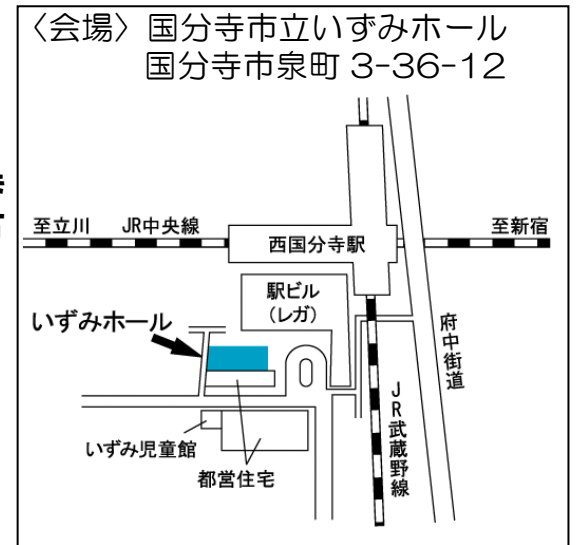 〈会場〉国分寺市立いずみホール
国分寺市泉町 3-36-12
至立川
JR中央線
至新宿
西国分寺駅
駅ビル
(レガ)
いずみホール
府中街道
JR武蔵野線
いずみ児童館
都営住宅